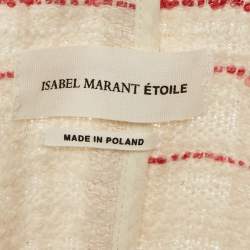 ISABEL MARANT ÉTOILE
MADE IN POLAND